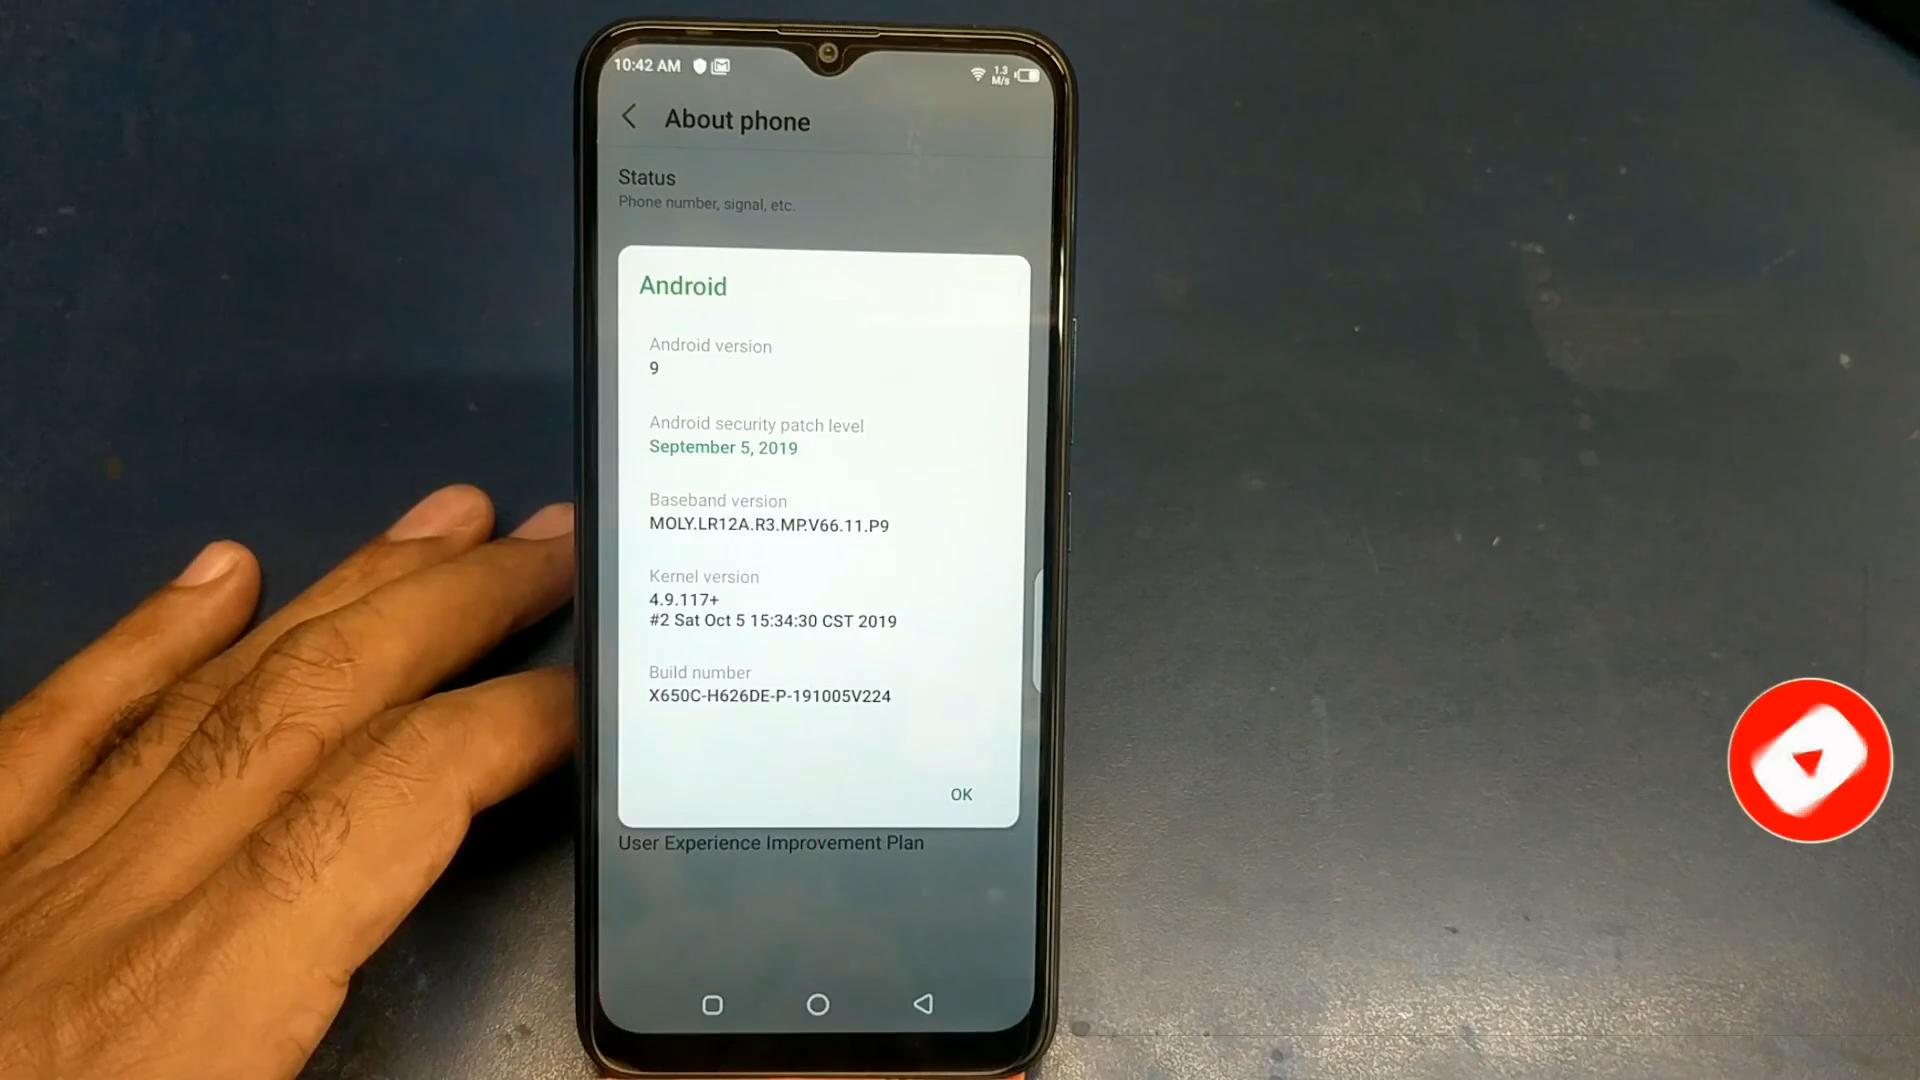 10:42 AM
1.3
M/s
About phone
Status
Phone number, signal, etc.
Android
Android version
9
Android security patch level
September 5, 2019
Baseband version
MOLY.LR12A.R3.MP.V66.11.P9
Kernel version
4.9.117+
#2 Sat Oct 5 15:34:30 CST 2019
Build number
X650C-H626DE-P-191005V224
OK
User Experience Improvement Plan